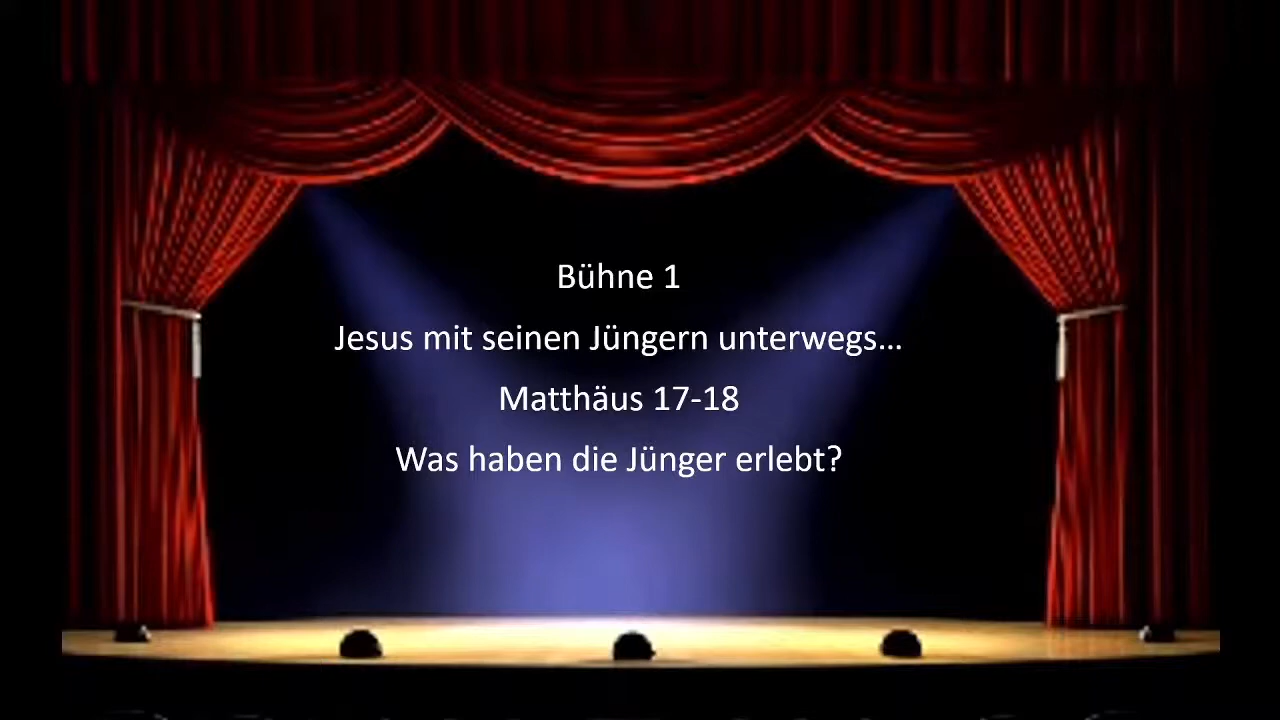 Bühne 1
Jesus mit seinen Jüngern unterwegs...
Matthäus 17-18
Was haben die Jünger erlebt?